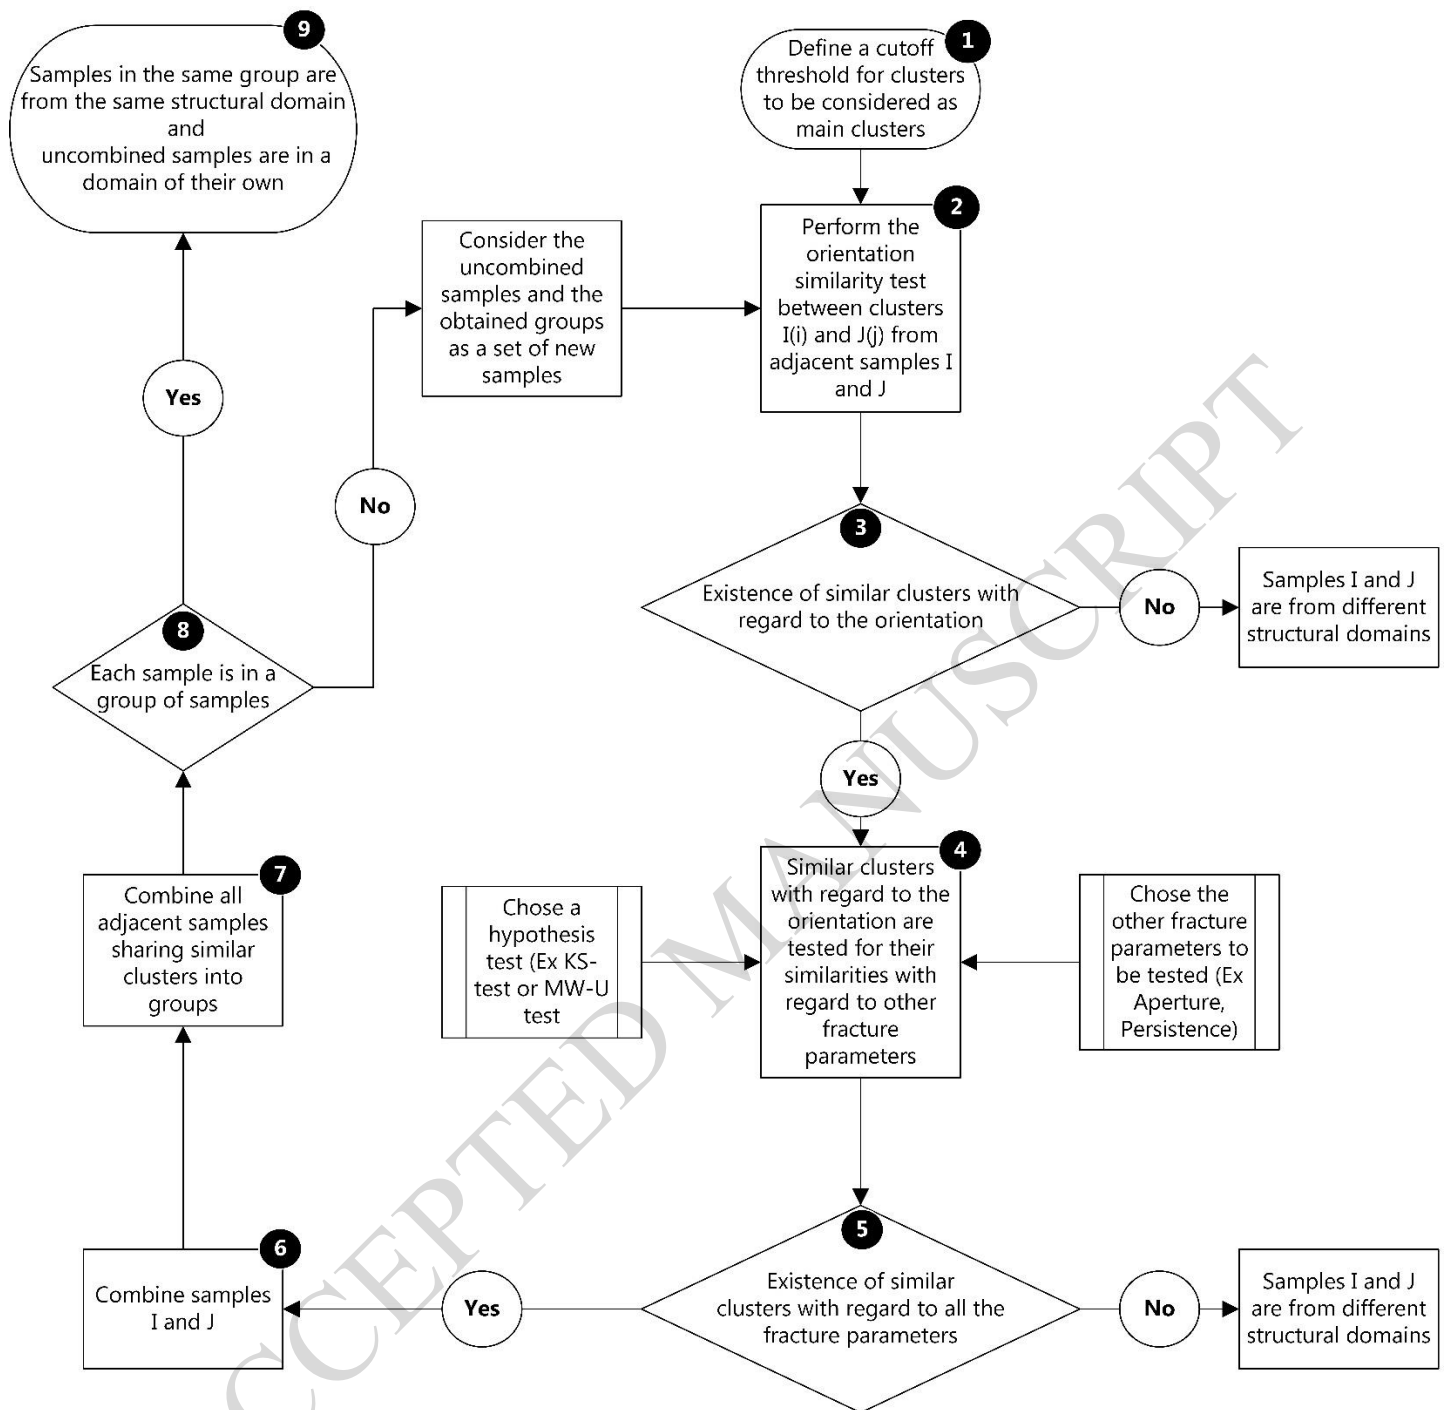 1
Define a cutoff
threshold for clusters
to be considered as
main clusters
2
Perform the
orientation
similarity test
between clusters
I(i) and J(j) from
adjacent samples I
and J
3
Existence of similar clusters with
regard to the orientation
No
Samples I and J
are from different
structural domains
Yes
4
Similar clusters
with regard to the
orientation are
tested for their
similarities with
regard to other
fracture
parameters
Chose a
hypothesis
test (Ex KS-
test or MW-U
test
Chose the
other fracture
parameters to
be tested (Ex
Aperture,
Persistence)
5
Existence of similar
clusters with regard to all the
fracture parameters
No
Samples I and J
are from different
structural domains
Yes
6
Combine samples
I and J
7
Combine all
adjacent samples
sharing similar
clusters into
groups
8
Each sample is in a
group of samples
No
Consider the
uncombined
samples and the
obtained groups
as a set of new
samples
Yes
9
Samples in the same group are
from the same structural domain
and
uncombined samples are in a
domain of their own
CCEPTED MANUSCRIPT